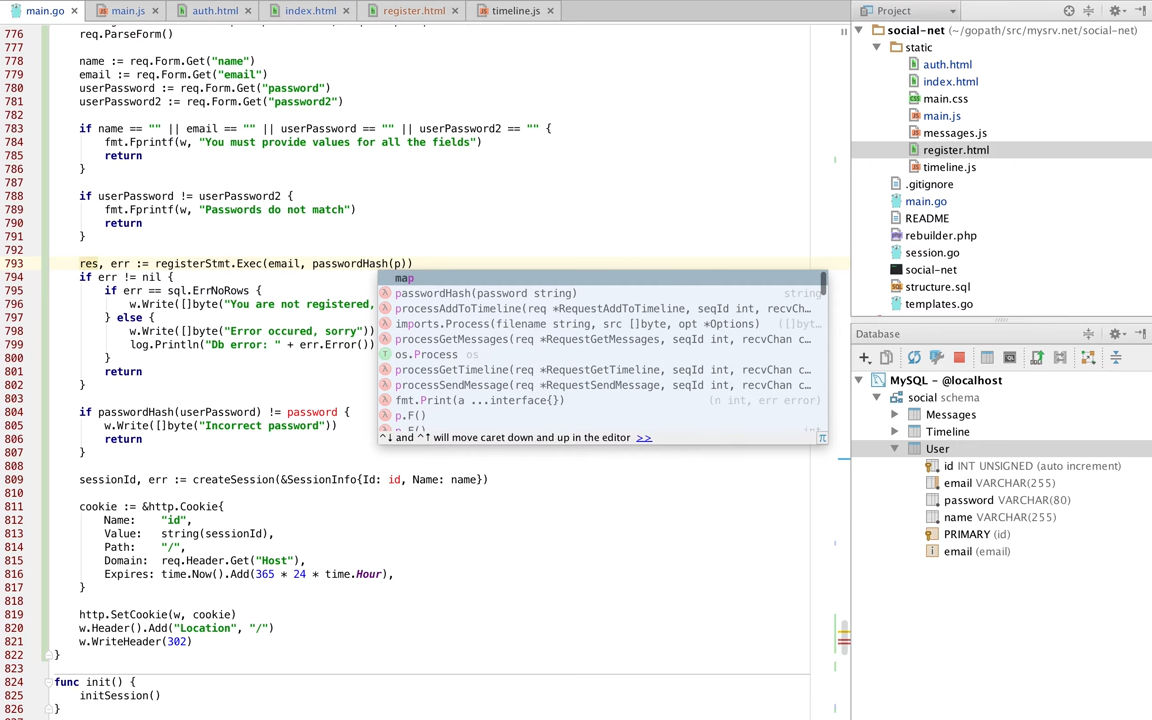 main.go
main.js
auth.html
index.html
register.html
timeline.js
776 req.ParseForm()
777
778 name := req.Form.Get("name")
779 email := req.Form.Get("email")
780 userPassword := req.Form.Get("password")
781 userPassword2 := req.Form.Get("password2")
782
783 if name == "" || email == "" || userPassword == "" || userPassword2 == "" {
784 fmt.Fprintf(w, "You must provide values for all the fields")
785 return
786 }
787
788 if userPassword != userPassword2 {
789 fmt.Fprintf(w, "Passwords do not match")
790 return
791 }
792
793 res, err := registerStmt.Exec(email, passwordHash(p))
794 if err != nil {
795 if err == sql.ErrNoRows {
796 w.Write([]byte("You are not registered,
797 } else {
798 w.Write([]byte("Error occured, sorry"))
799 log.Println("Db error: " + err.Error())
800 }
801 return
802 }
803
804 if passwordHash(userPassword) != password {
805 w.Write([]byte("Incorrect password"))
806 return
807 }
808
809 sessionId, err := createSession(&SessionInfo{Id: id, Name: name})
810
811 cookie := &http.Cookie{
812 Name: "id",
813 Value: string(sessionId),
814 Path: "/",
815 Domain: req.Header.Get("Host"),
816 Expires: time.Now().Add(365 * 24 * time.Hour),
817 }
818
819 http.SetCookie(w, cookie)
820 w.Header().Add("Location", "/")
821 w.WriteHeader(302)
822 }
823
824 func init() {
825 initSession()
826 }
map
passwordHash(password string) string
processAddToTimeline(req *RequestAddToTimeline, seqId int, recvCh…
imports.Process(filename string, src []byte, opt *Options) ([]byt…
processGetMessages(req *RequestGetMessages, seqId int, recvChan c…
os.Process os
processGetTimeline(req *RequestGetTimeline, seqId int, recvChan c…
processSendMessage(req *RequestSendMessage, seqId int, recvChan c…
fmt.Print(a ...interface{}) (n int, err error)
p.F()
^↓ and ^↑ will move caret down and up in the editor >>
π
Project
social-net (~/gopath/src/mysrv.net/social-net)
static
auth.html
index.html
main.css
main.js
messages.js
register.html
timeline.js
.gitignore
main.go
README
rebuilder.php
session.go
social-net
structure.sql
templates.go
Database
MySQL - @localhost
social schema
Messages
Timeline
User
id INT UNSIGNED (auto increment)
email VARCHAR(255)
password VARCHAR(80)
name VARCHAR(255)
PRIMARY (id)
email (email)